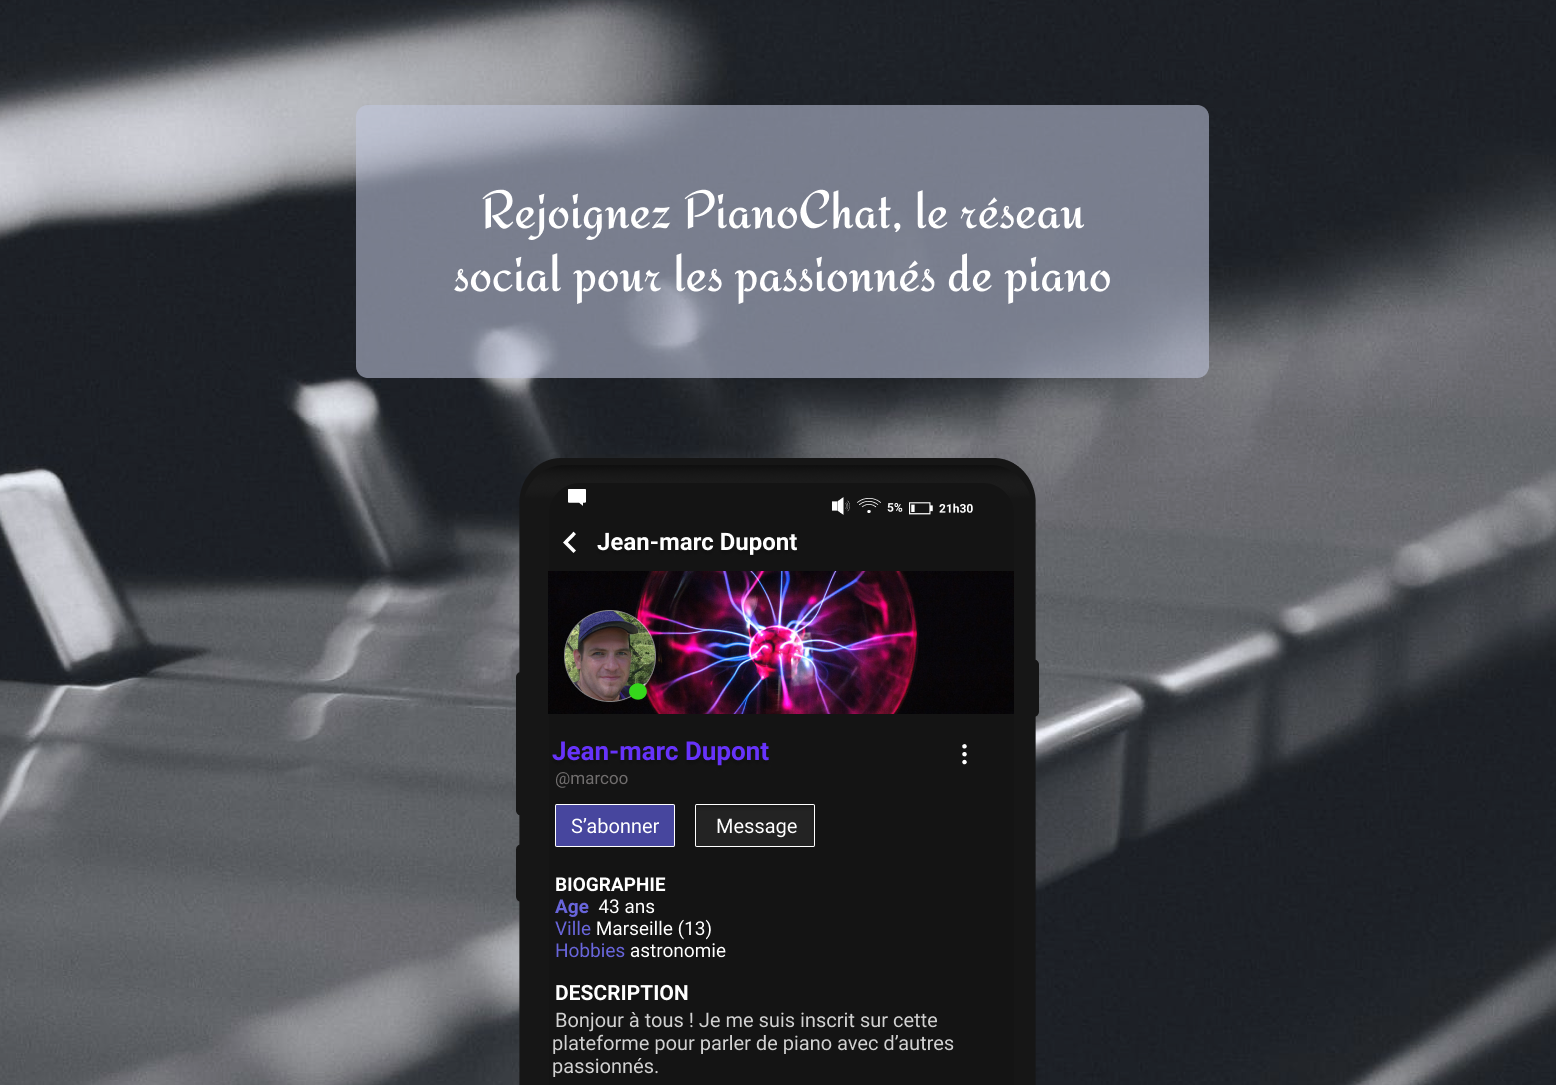 Rejoignez PianoChat, le réseau
social pour les passionnés de piano
5% 21h30
Jean-marc Dupont
Jean-marc Dupont
@marcoo
S’abonner Message
BIOGRAPHIE
Age 43 ans
Ville Marseille (13)
Hobbies astronomie
DESCRIPTION
Bonjour à tous ! Je me suis inscrit sur cette
plateforme pour parler de piano avec d’autres
passionnés.